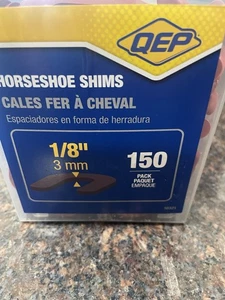 QEP
HORSESHOE SHIMS
CALES FER À CHEVAL
Espaciadores en forma de herradura
1/8"
3 mm
150
PACK
PAQUET
EMPAQUE